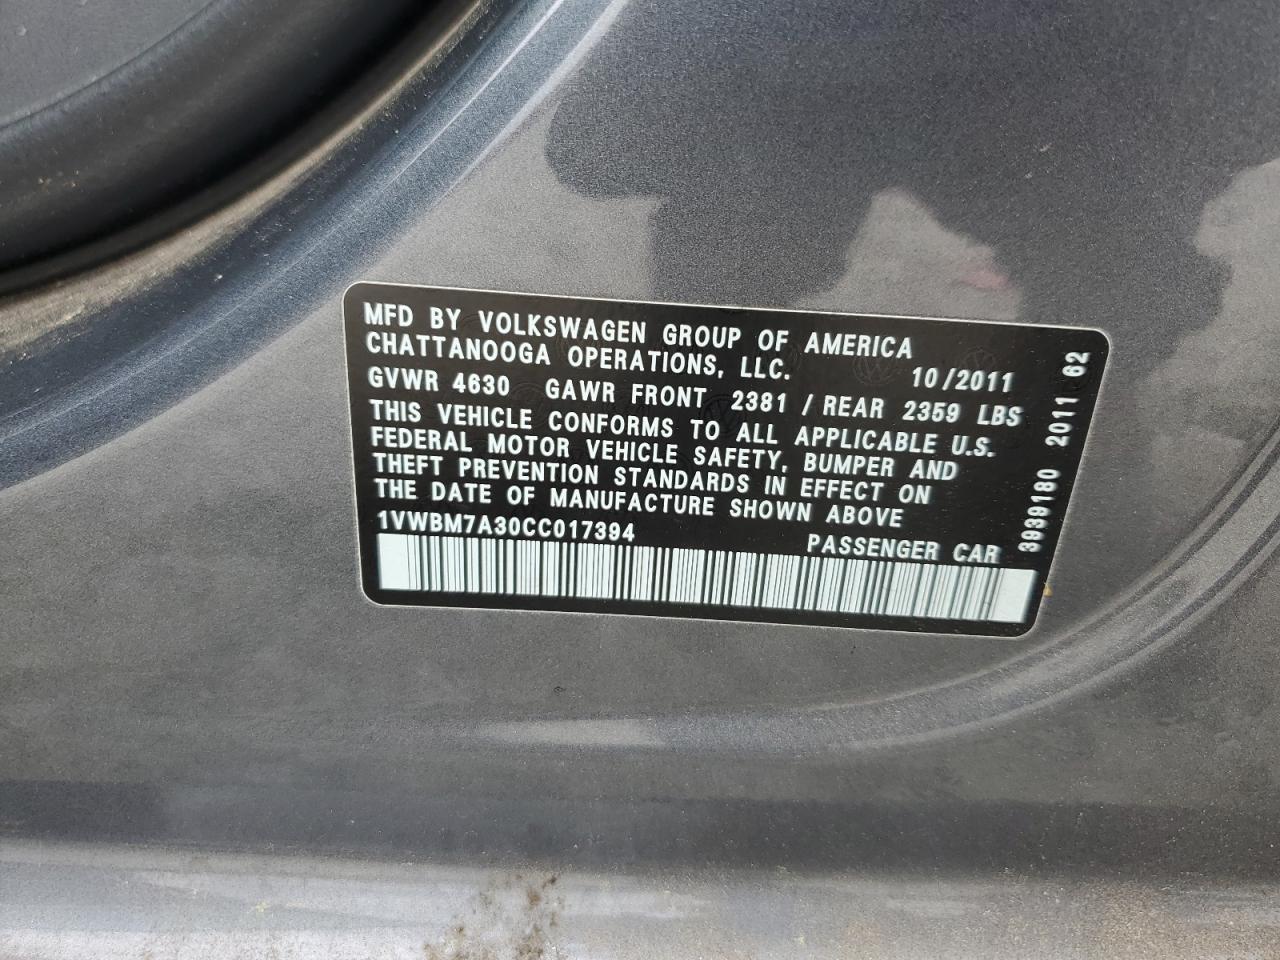 MFD BY VOLKSWAGEN GROUP OF AMERICA
CHATTANOOGA OPERATIONS, LLC. 10/2011
GVWR 4630 GAWR FRONT 2381 / REAR 2359 LBS
THIS VEHICLE CONFORMS TO ALL APPLICABLE U.S.
FEDERAL MOTOR VEHICLE SAFETY, BUMPER AND
THEFT PREVENTION STANDARDS IN EFFECT ON
THE DATE OF MANUFACTURE SHOWN ABOVE
1VWBM7A30CC017394 PASSENGER CAR
3939180 2011 62